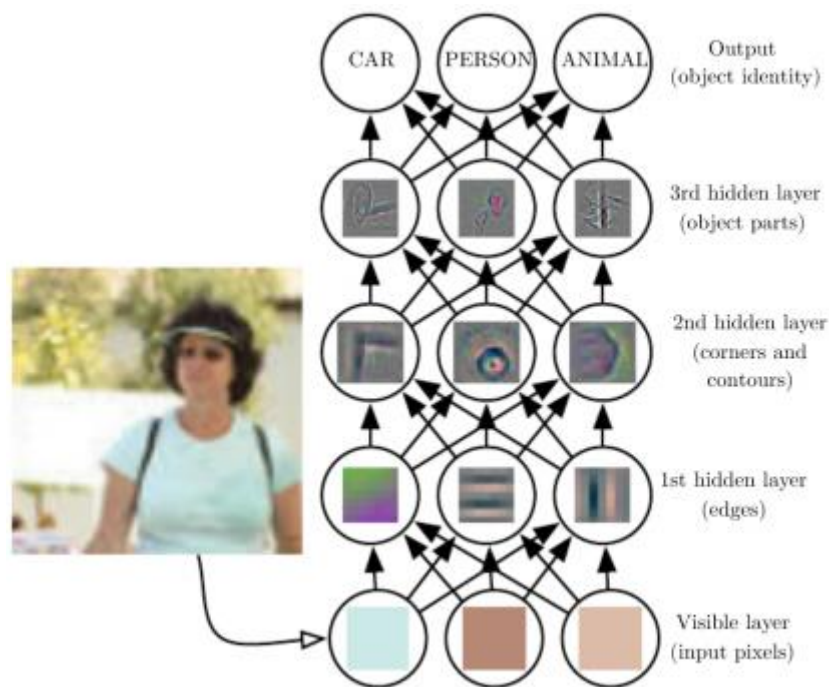 CAR PERSON ANIMAL
Output
(object identity)
3rd hidden layer
(object parts)
2nd hidden layer
(corners and
contours)
1st hidden layer
(edges)
Visible layer
(input pixels)